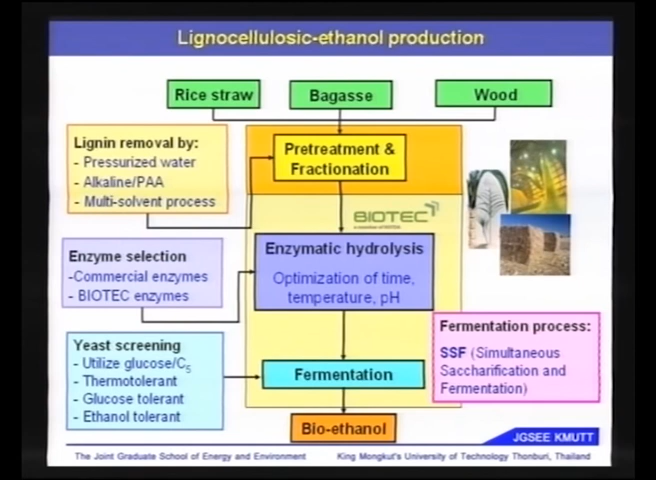 Lignocellulosic-ethanol production
Rice straw
Bagasse
Wood
Lignin removal by:
- Pressurized water
- Alkaline/PAA
- Multi-solvent process
Pretreatment &
Fractionation
BIOTEC
Enzyme selection
-Commercial enzymes
- BIOTEC enzymes
Enzymatic hydrolysis
Optimization of time,
temperature, pH
Yeast screening
- Utilize glucose/C5
- Thermotolerant
- Glucose tolerant
- Ethanol tolerant
Fermentation
Fermentation process:
SSF (Simultaneous
Saccharification and
Fermentation)
Bio-ethanol
JGSEE KMUTT
The Joint Graduate School of Energy and Environment
King Mongkut's University of Technology Thonburi, Thailand